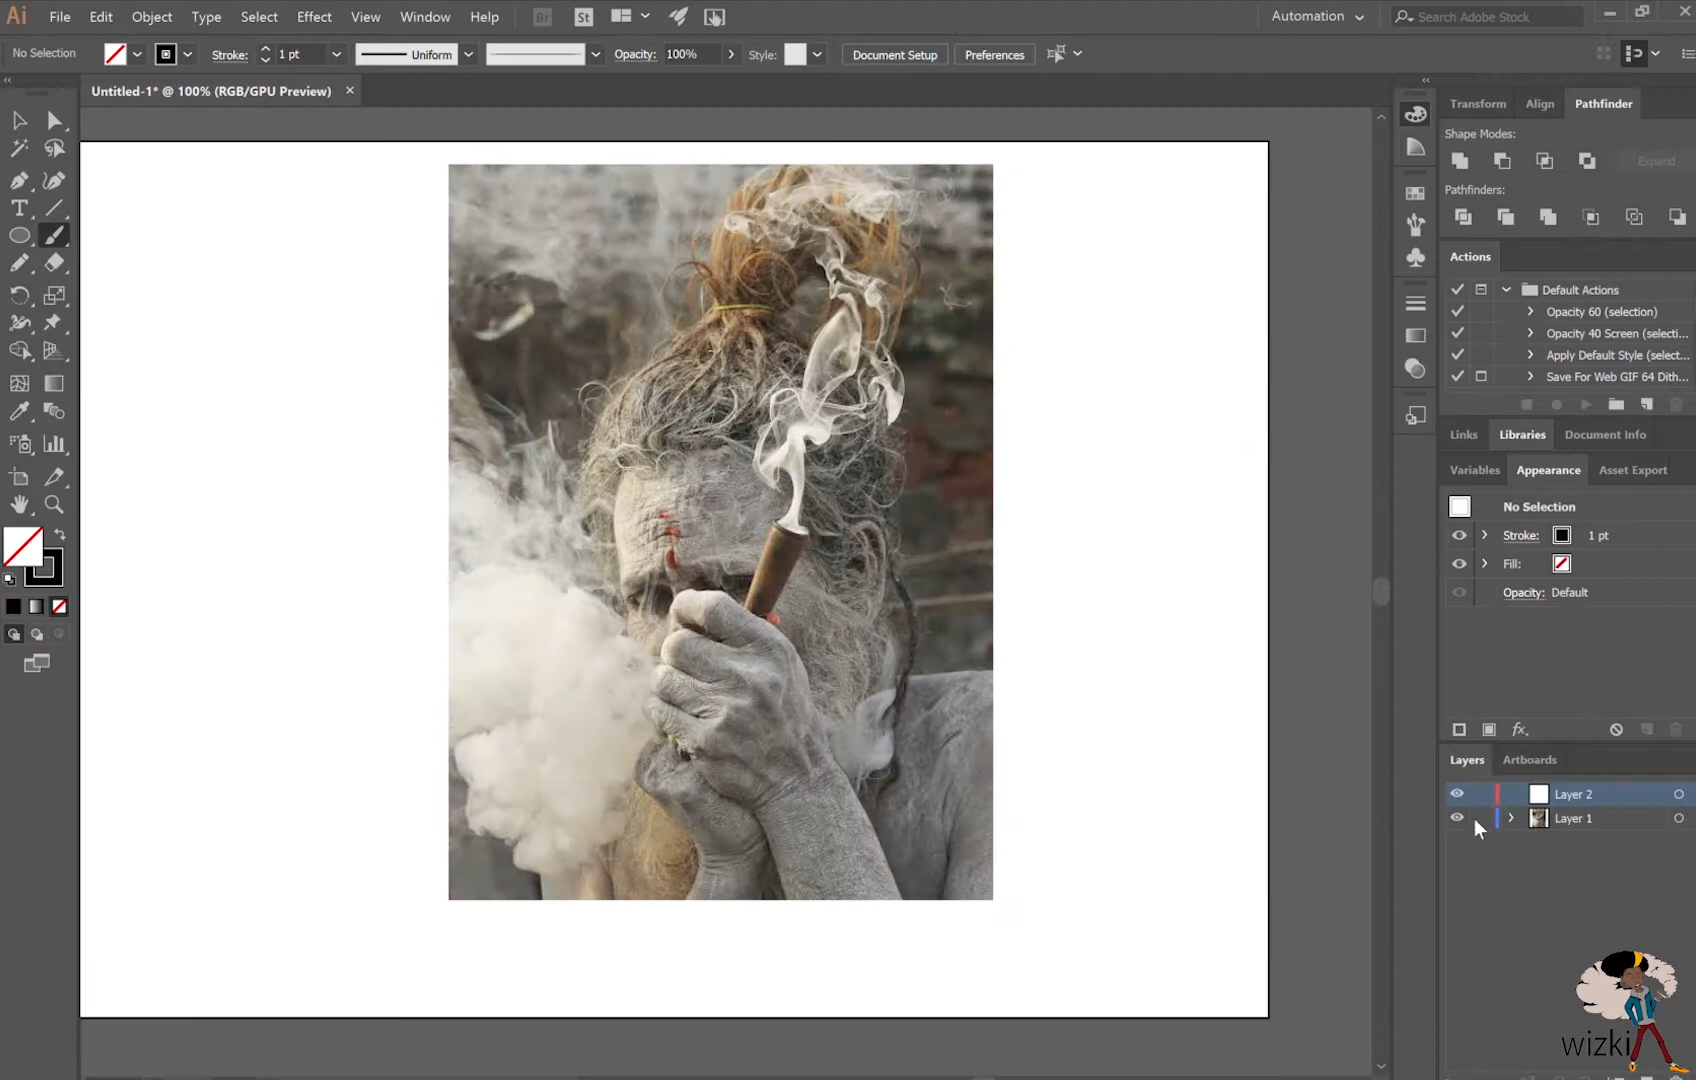 Ai File Edit Object Type Select Effect View Window Help Br St Automation Search Adobe Stock
No Selection Stroke: 1 pt Uniform Opacity: 100% Style: Document Setup Preferences
Untitled-1* @ 100% (RGB/GPU Preview)
Transform Align Pathfinder
Shape Modes:
Expand
Pathfinders:
Actions
Default Actions
Opacity 60 (selection)
Opacity 40 Screen (selecti...
Apply Default Style (select...
Save For Web GIF 64 Dith...
Links Libraries Document Info
Variables Appearance Asset Export
No Selection
Stroke: 1 pt
Fill:
Opacity: Default
fx
Layers Artboards
Layer 2
Layer 1
wizki